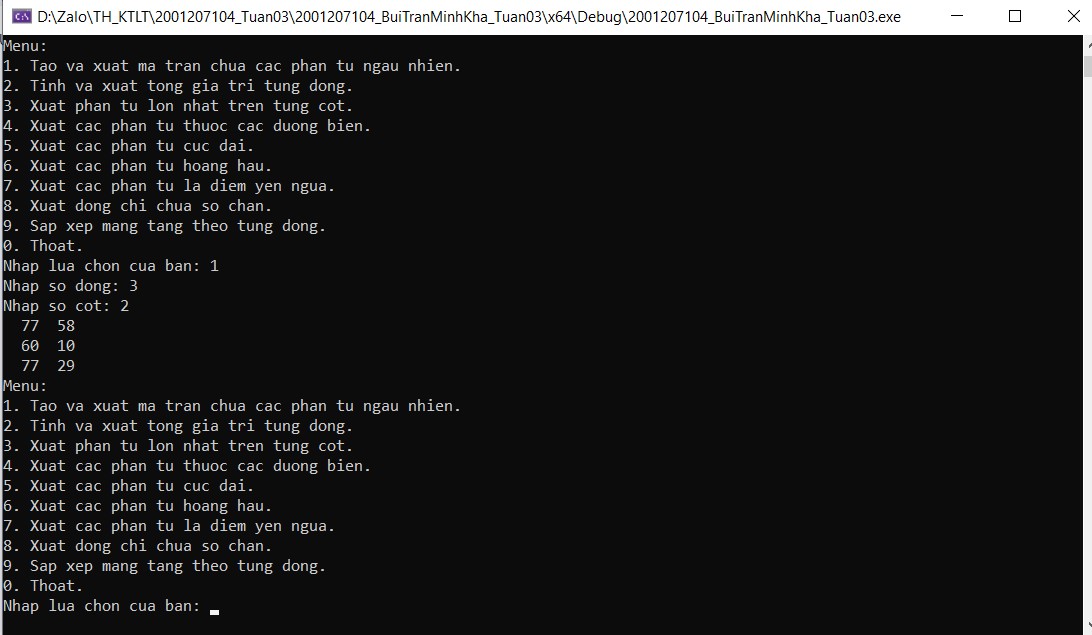 D:\Zalo\TH_KTLT\2001207104_Tuan03\2001207104_BuiTranMinhKha_Tuan03\x64\Debug\2001207104_BuiTranMinhKha_Tuan03.exe
Menu:
1. Tao va xuat ma tran chua cac phan tu ngau nhien.
2. Tinh va xuat tong gia tri tung dong.
3. Xuat phan tu lon nhat tren tung cot.
4. Xuat cac phan tu thuoc cac duong bien.
5. Xuat cac phan tu cuc dai.
6. Xuat cac phan tu hoang hau.
7. Xuat cac phan tu la diem yen ngua.
8. Xuat dong chi chua so chan.
9. Sap xep mang tang theo tung dong.
0. Thoat.
Nhap lua chon cua ban: 1
Nhap so dong: 3
Nhap so cot: 2
77 58
60 10
77 29
Menu:
1. Tao va xuat ma tran chua cac phan tu ngau nhien.
2. Tinh va xuat tong gia tri tung dong.
3. Xuat phan tu lon nhat tren tung cot.
4. Xuat cac phan tu thuoc cac duong bien.
5. Xuat cac phan tu cuc dai.
6. Xuat cac phan tu hoang hau.
7. Xuat cac phan tu la diem yen ngua.
8. Xuat dong chi chua so chan.
9. Sap xep mang tang theo tung dong.
0. Thoat.
Nhap lua chon cua ban: